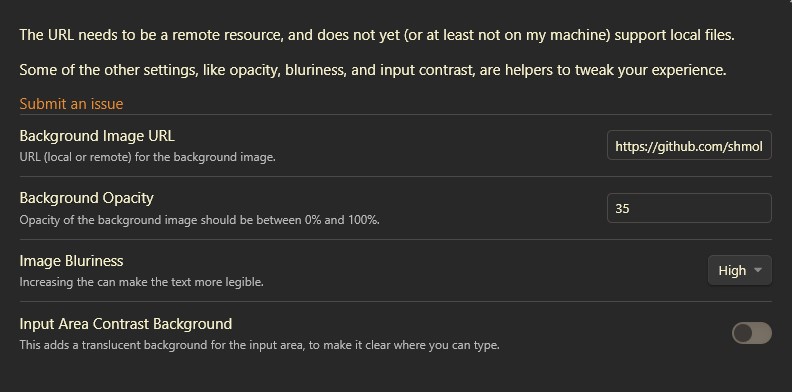 The URL needs to be a remote resource, and does not yet (or at least not on my machine) support local files.
Some of the other settings, like opacity, bluriness, and input contrast, are helpers to tweak your experience.
Submit an issue
Background Image URL
https://github.com/shmol
URL (local or remote) for the background image.
Background Opacity
35
Opacity of the background image should be between 0% and 100%.
Image Bluriness
High
Increasing the can make the text more legible.
Input Area Contrast Background
This adds a translucent background for the input area, to make it clear where you can type.